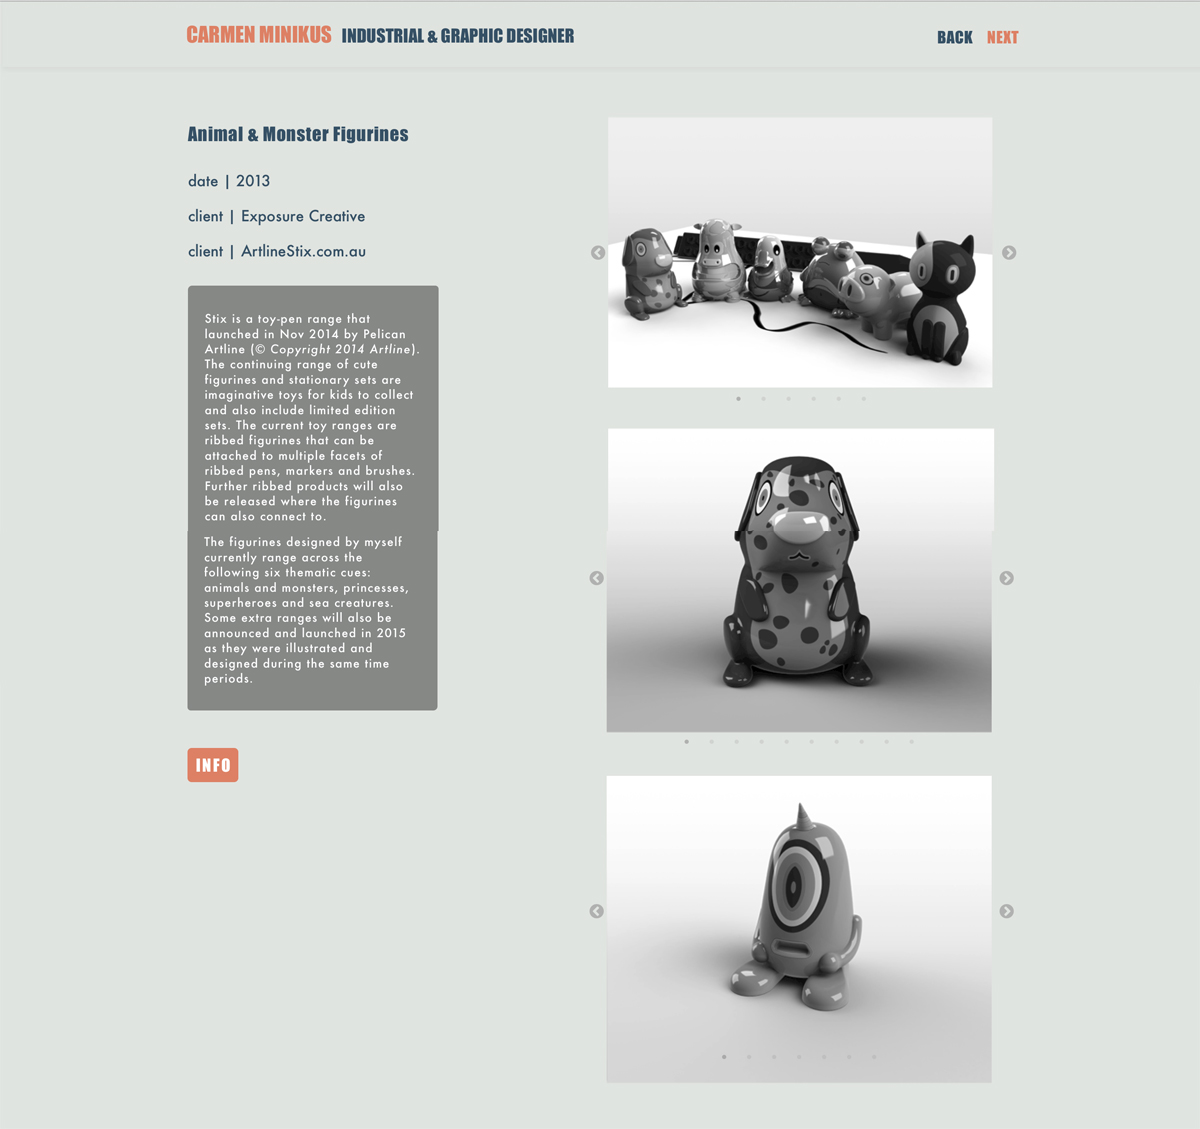 CARMEN MINIKUS INDUSTRIAL & GRAPHIC DESIGNER
BACK NEXT
Animal & Monster Figurines
date | 2013
client | Exposure Creative
client | ArtlineStix.com.au
Stix is a toy-pen range that
launched in Nov 2014 by Pelican
Artline (© Copyright 2014 Artline).
The continuing range of cute
figurines and stationary sets are
imaginative toys for kids to collect
and also include limited edition
sets. The current toy ranges are
ribbed figurines that can be
attached to multiple facets of
ribbed pens, markers and brushes.
Further ribbed products will also
be released where the figurines
can also connect to.
The figurines designed by myself
currently range across the
following six thematic cues:
animals and monsters, princesses,
superheroes and sea creatures.
Some extra ranges will also be
announced and launched in 2015
as they were illustrated and
designed during the same time
periods.
INFO